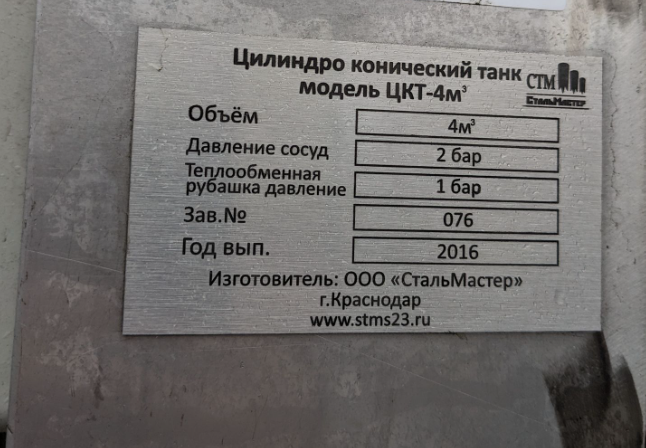 Цилиндро конический танк
модель ЦКТ-4м³
СТМ
СтальМастер
Объём 4м³
Давление сосуд 2 бар
Теплообменная
рубашка давление 1 бар
Зав.№ 076
Год вып. 2016
Изготовитель: ООО «СтальМастер»
г.Краснодар
www.stms23.ru